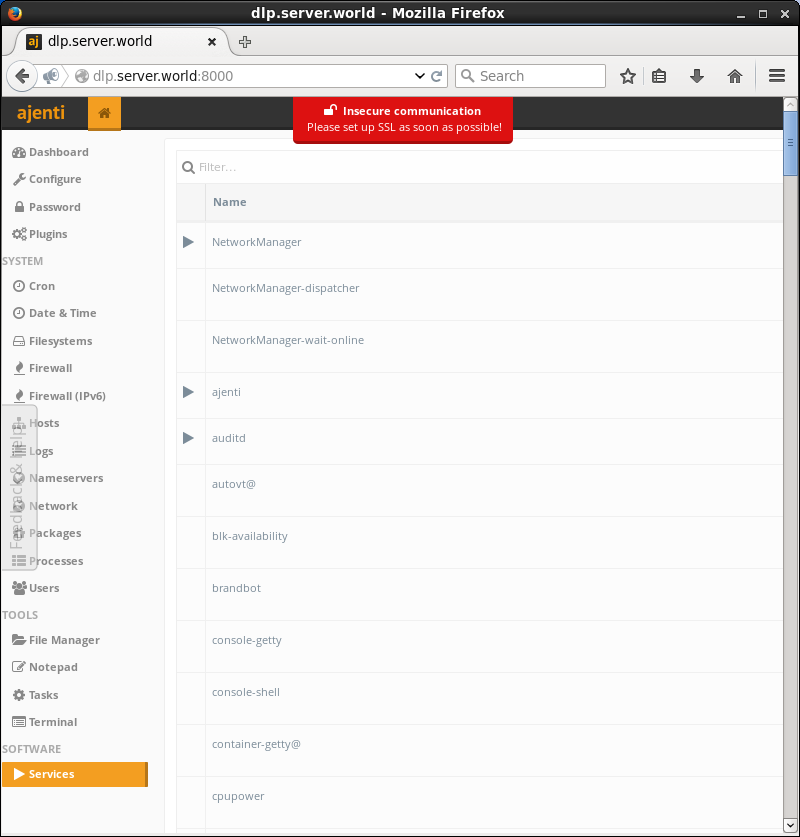 dlp.server.world - Mozilla Firefox
aj dlp.server.world
dlp.server.world:8000
Search
ajenti
Insecure communication
Please set up SSL as soon as possible!
Dashboard
Configure
Password
Plugins
SYSTEM
Cron
Date & Time
Filesystems
Firewall
Firewall (IPv6)
Hosts
Logs
Nameservers
Network
Packages
Processes
Users
TOOLS
File Manager
Notepad
Tasks
Terminal
SOFTWARE
Services
Feedback & Help
Filter...
Name
NetworkManager
NetworkManager-dispatcher
NetworkManager-wait-online
ajenti
auditd
autovt@
blk-availability
brandbot
console-getty
console-shell
container-getty@
cpupower